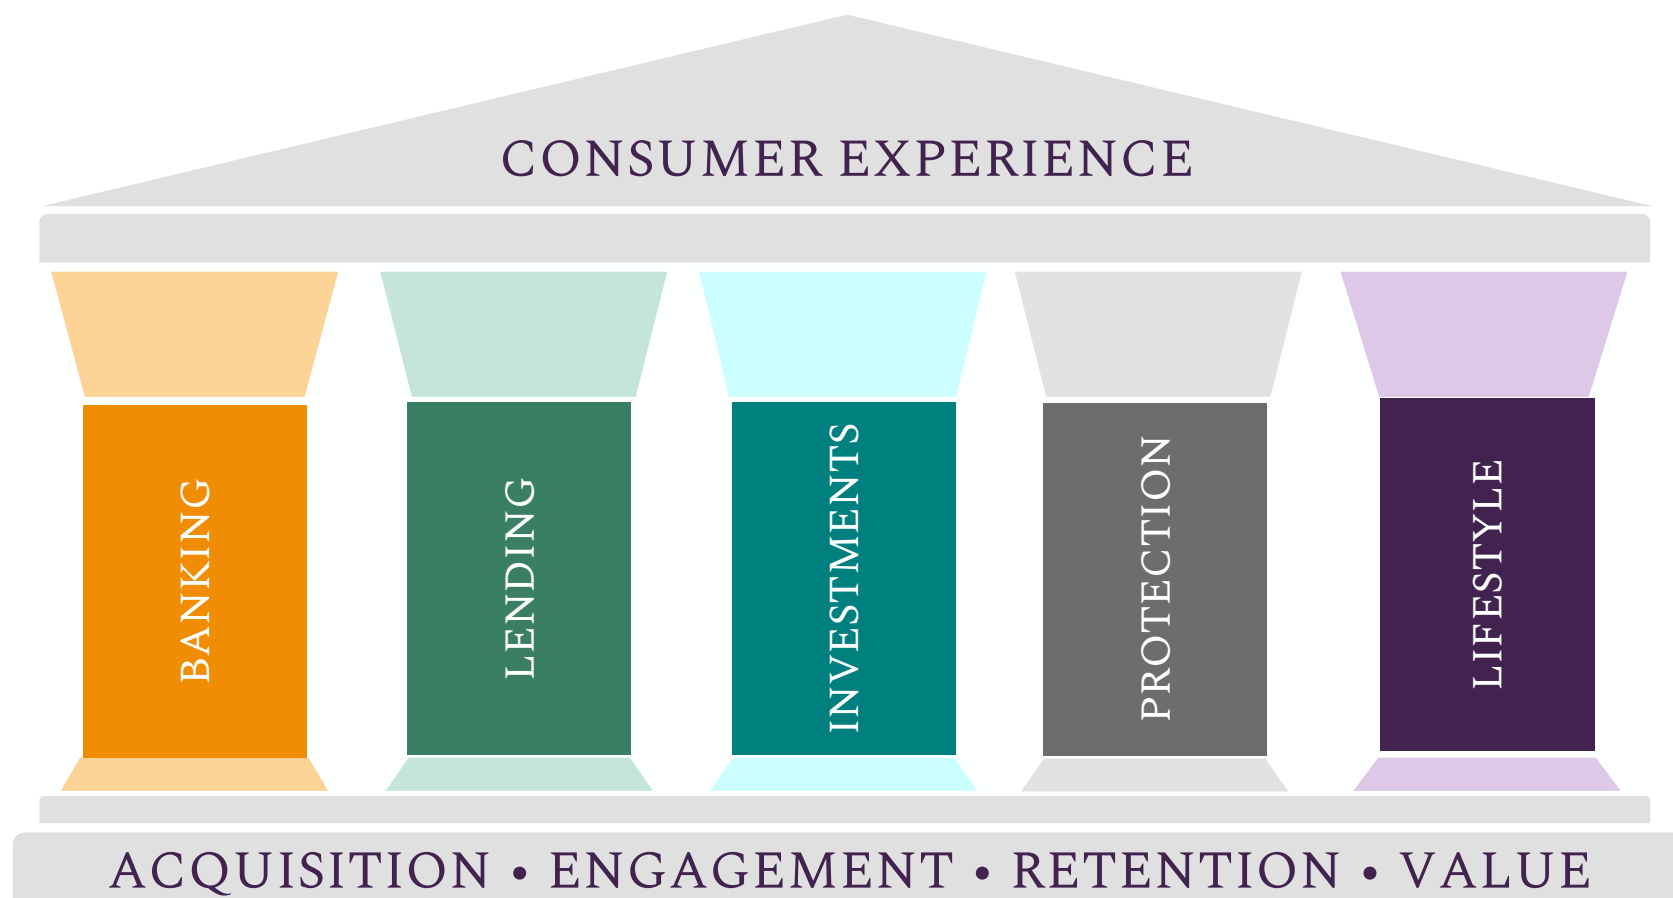 CONSUMER EXPERIENCE
BANKING
LENDING
INVESTMENTS
PROTECTION
LIFESTYLE
ACQUISITION • ENGAGEMENT • RETENTION • VALUE